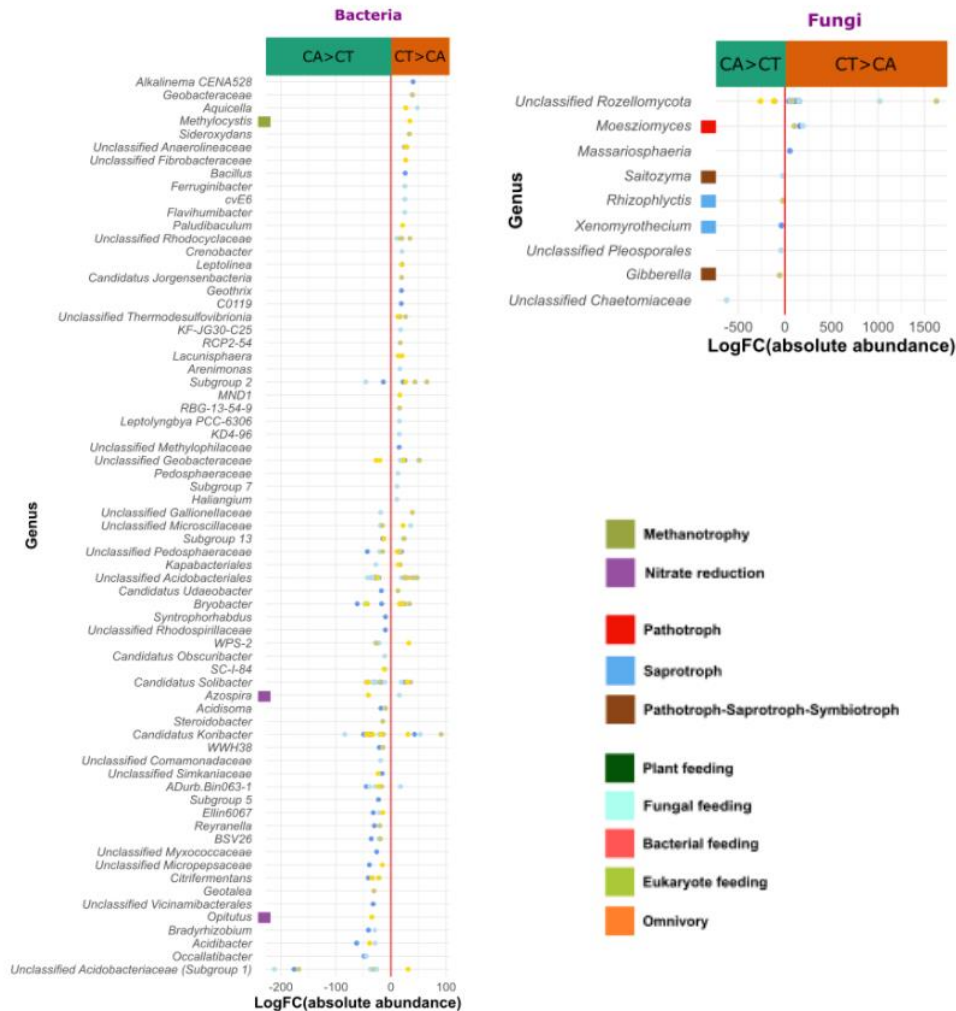 Bacteria
CA>CT CT>CA
Alkalinema CENA528
Geobacteraceae
Aquicella
Methylocystis
Sideroxydans
Unclassified Anaerolineaceae
Unclassified Fibrobacteraceae
Bacillus
Ferruginibacter
cvE6
Flavihumibacter
Paludibaculum
Unclassified Rhodocyclaceae
Crenobacter
Leptolinea
Candidatus Jorgensenbacteria
Geothrix
C0119
Unclassified Thermodesulfovibrionia
KF-JG30-C25
RCP2-54
Lacunisphaera
Arenimonas
Subgroup 2
MND1
RBG-13-54-9
Leptolyngbya PCC-6306
KD4-96
Unclassified Methylophilaceae
Unclassified Geobacteraceae
Pedosphaeraceae
Subgroup 7
Haliangium
Unclassified Gallionellaceae
Unclassified Microscillaceae
Subgroup 13
Unclassified Pedosphaeraceae
Kapabacteriales
Unclassified Acidobacteriales
Candidatus Udaeobacter
Bryobacter
Syntrophorhabdus
Unclassified Rhodospirillaceae
WPS-2
Candidatus Obscuribacter
SC-I-84
Candidatus Solibacter
Azospira
Acidisoma
Steroidobacter
Candidatus Koribacter
WWH38
Unclassified Comamonadaceae
Unclassified Simkaniaceae
ADurb.Bin063-1
Subgroup 5
Ellin6067
Reyranella
BSV26
Unclassified Myxococcaceae
Unclassified Micropepsaceae
Citrifermentans
Geotalea
Unclassified Vicinamibacterales
Opitutus
Bradyrhizobium
Acidibacter
Occallatibacter
Unclassified Acidobacteriaceae (Subgroup 1)
Genus
-200 -100 0 100
LogFC(absolute abundance)
Fungi
CA>CT CT>CA
Unclassified Rozellomycota
Moesziomyces
Massariosphaeria
Saitozyma
Rhizophlyctis
Xenomyrothecium
Unclassified Pleosporales
Gibberella
Unclassified Chaetomiaceae
Genus
-500 0 500 1000 1500
LogFC(absolute abundance)
Methanotrophy
Nitrate reduction
Pathotroph
Saprotroph
Pathotroph-Saprotroph-Symbiotroph
Plant feeding
Fungal feeding
Bacterial feeding
Eukaryote feeding
Omnivory